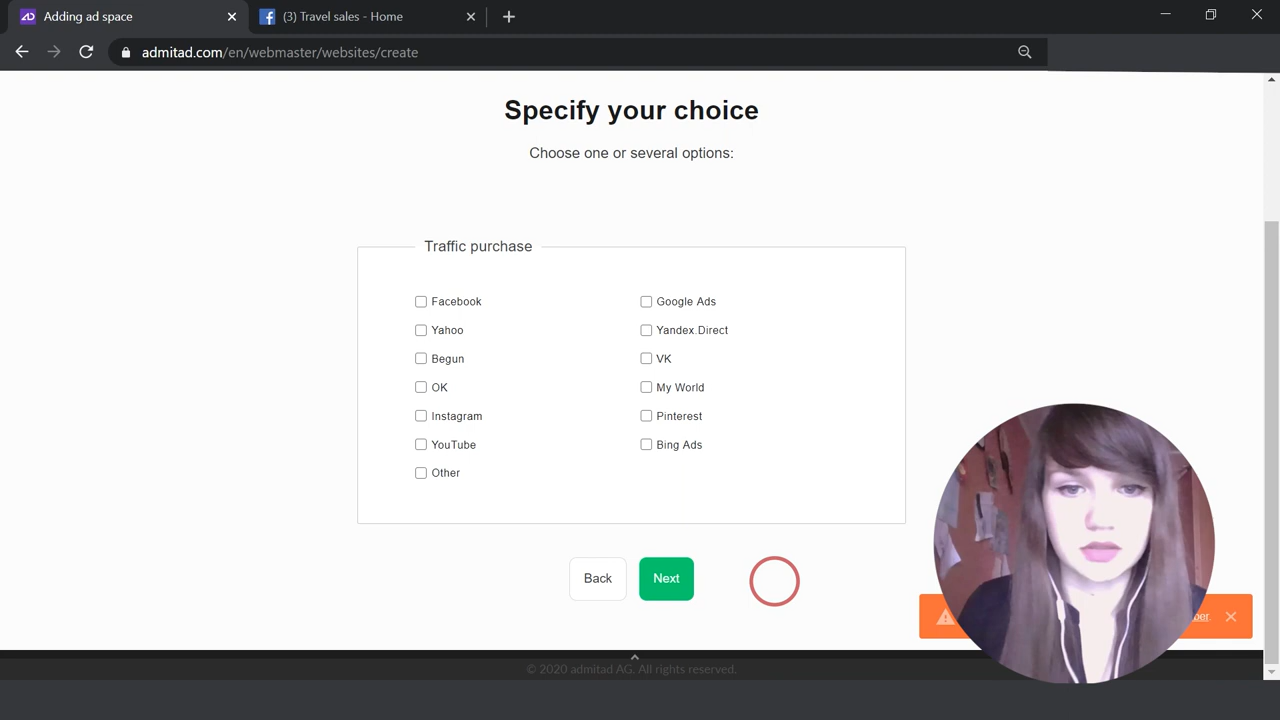 Adding ad space
(3) Travel sales - Home
admitad.com/en/webmaster/websites/create
Specify your choice
Choose one or several options:
Traffic purchase
Facebook
Google Ads
Yahoo
Yandex.Direct
Begun
VK
OK
My World
Instagram
Pinterest
YouTube
Bing Ads
Other
Back
Next
© 2020 admitad AG. All rights reserved.